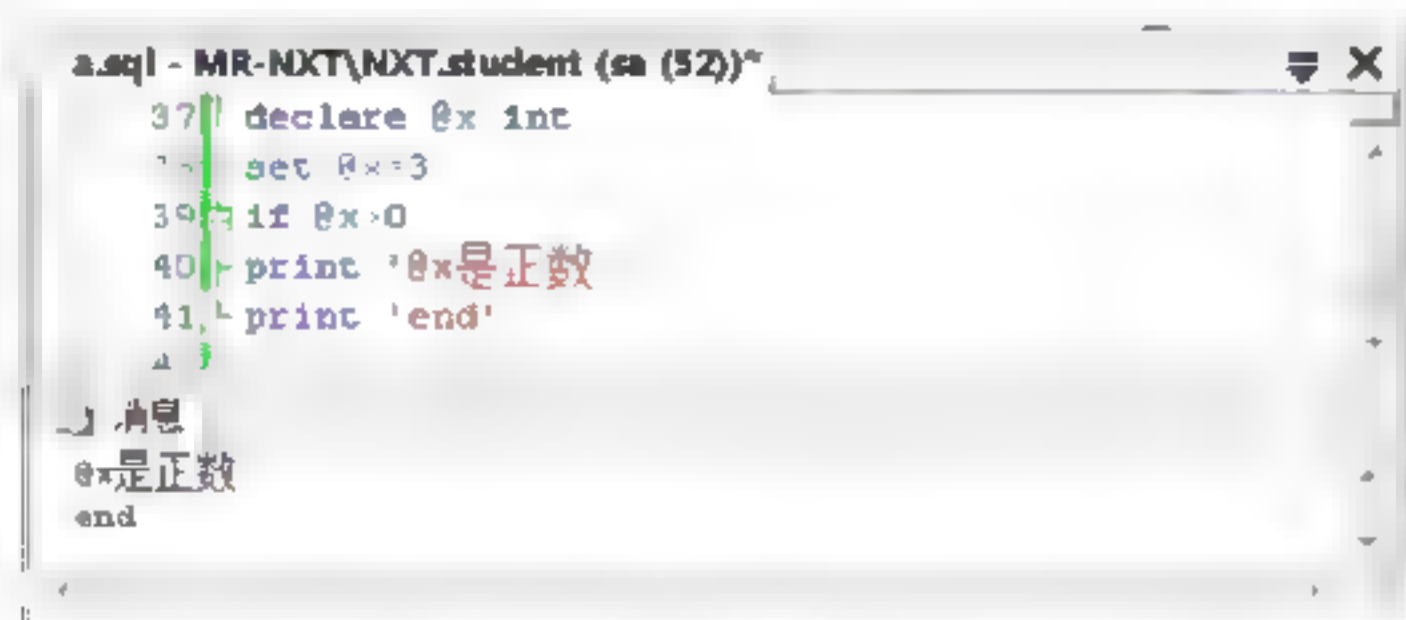 a.sql - MR-NXT\NXT.student (sa (52))*
37 declare @x int
set @x=3
39 if @x>0
40 print '@x是正数
41 print 'end'
消息
@x是正数
end